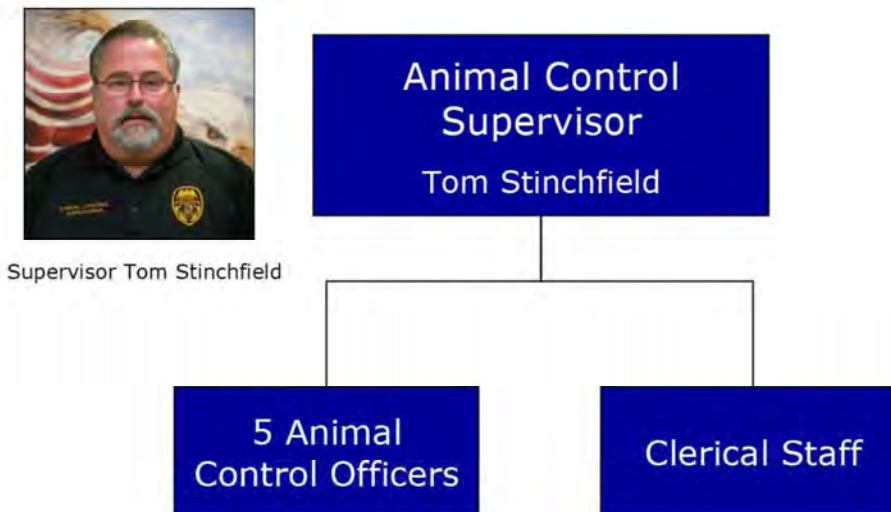 Animal Control
Supervisor
Tom Stinchfield
Supervisor Tom Stinchfield
5 Animal
Control Officers
Clerical Staff